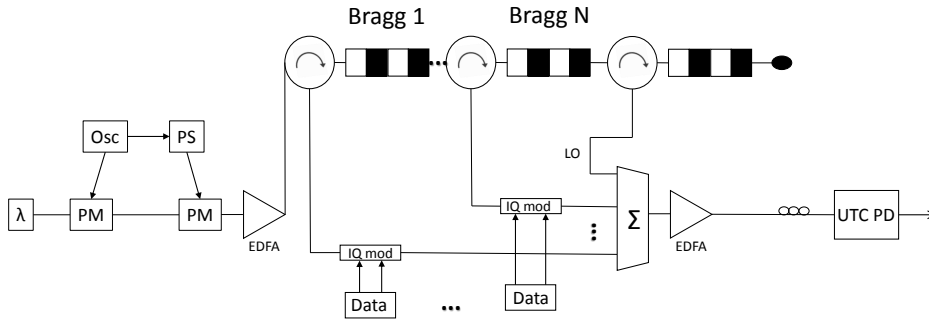 Bragg 1
Bragg N
...
Osc
PS
LO
λ
PM
PM
EDFA
IQ mod
IQ mod
...
Σ
EDFA
UTC PD
Data
...
Data